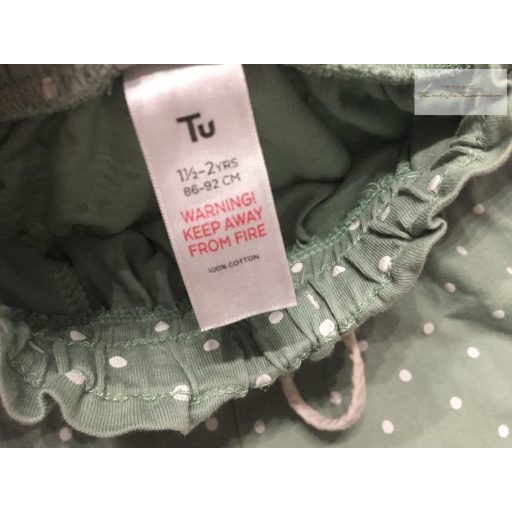 Tu
1½-2YRS
86-92 CM
WARNING!
KEEP AWAY
FROM FIRE
100% COTTON